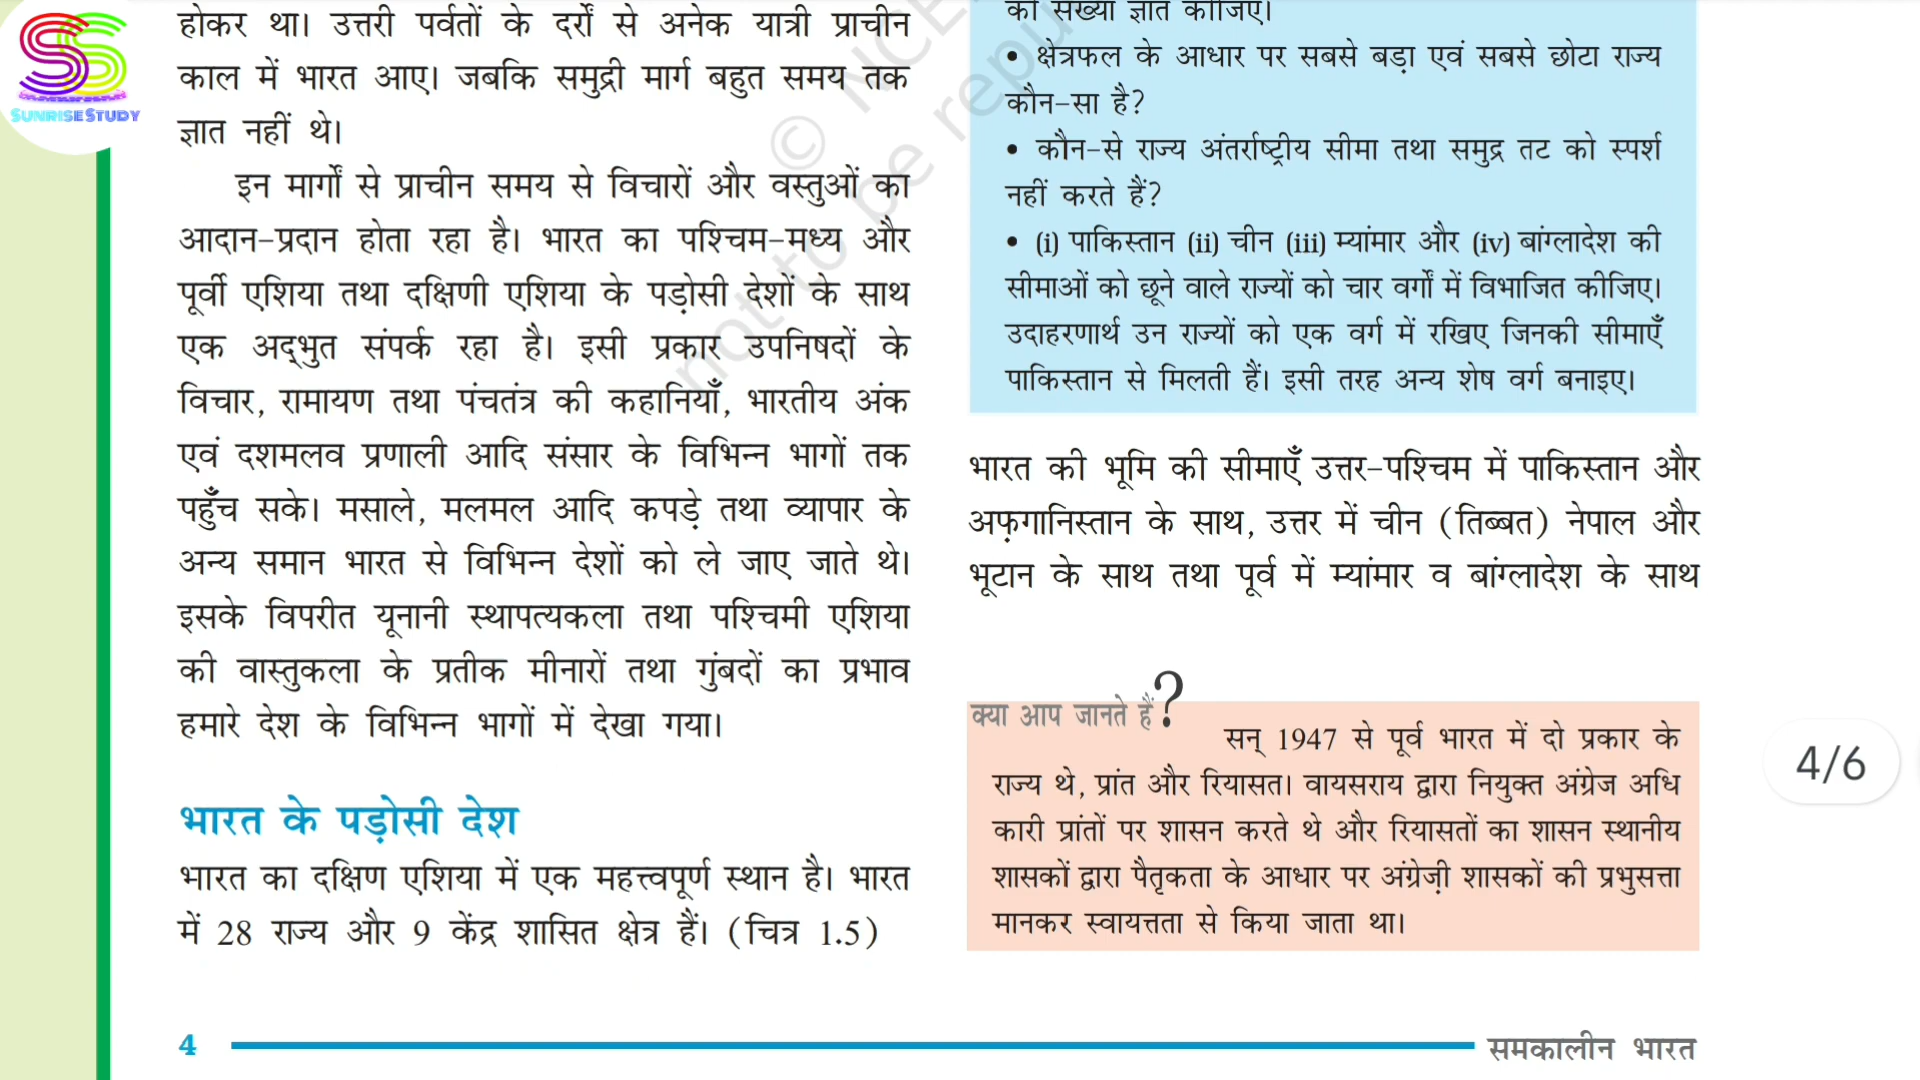 SUNRISE STUDY
होकर था। उत्तरी पर्वतों के दर्रों से अनेक यात्री प्राचीन
काल में भारत आए। जबकि समुद्री मार्ग बहुत समय तक
ज्ञात नहीं थे।
इन मार्गों से प्राचीन समय से विचारों और वस्तुओं का
आदान-प्रदान होता रहा है। भारत का पश्चिम-मध्य और
पूर्वी एशिया तथा दक्षिणी एशिया के पड़ोसी देशों के साथ
एक अद्भुत संपर्क रहा है। इसी प्रकार उपनिषदों के
विचार, रामायण तथा पंचतंत्र की कहानियाँ, भारतीय अंक
एवं दशमलव प्रणाली आदि संसार के विभिन्न भागों तक
पहुँच सके। मसाले, मलमल आदि कपड़े तथा व्यापार के
अन्य समान भारत से विभिन्न देशों को ले जाए जाते थे।
इसके विपरीत यूनानी स्थापत्यकला तथा पश्चिमी एशिया
की वास्तुकला के प्रतीक मीनारों तथा गुंबदों का प्रभाव
हमारे देश के विभिन्न भागों में देखा गया।
भारत के पड़ोसी देश
भारत का दक्षिण एशिया में एक महत्त्वपूर्ण स्थान है। भारत
में 28 राज्य और 9 केंद्र शासित क्षेत्र हैं। (चित्र 1.5)
की संख्या ज्ञात कीजिए।
• क्षेत्रफल के आधार पर सबसे बड़ा एवं सबसे छोटा राज्य
कौन-सा है?
• कौन-से राज्य अंतर्राष्ट्रीय सीमा तथा समुद्र तट को स्पर्श
नहीं करते हैं?
• (i) पाकिस्तान (ii) चीन (iii) म्यांमार और (iv) बांग्लादेश की
सीमाओं को छूने वाले राज्यों को चार वर्गों में विभाजित कीजिए।
उदाहरणार्थ उन राज्यों को एक वर्ग में रखिए जिनकी सीमाएँ
पाकिस्तान से मिलती हैं। इसी तरह अन्य शेष वर्ग बनाइए।
भारत की भूमि की सीमाएँ उत्तर-पश्चिम में पाकिस्तान और
अफ़गानिस्तान के साथ, उत्तर में चीन (तिब्बत) नेपाल और
भूटान के साथ तथा पूर्व में म्यांमार व बांग्लादेश के साथ
क्या आप जानते हैं?
सन् 1947 से पूर्व भारत में दो प्रकार के
राज्य थे, प्रांत और रियासत। वायसराय द्वारा नियुक्त अंग्रेज अधि
कारी प्रांतों पर शासन करते थे और रियासतों का शासन स्थानीय
शासकों द्वारा पैतृकता के आधार पर अंग्रेज़ी शासकों की प्रभुसत्ता
मानकर स्वायत्तता से किया जाता था।
4/6
4
समकालीन भारत
© NCE
not to be repu